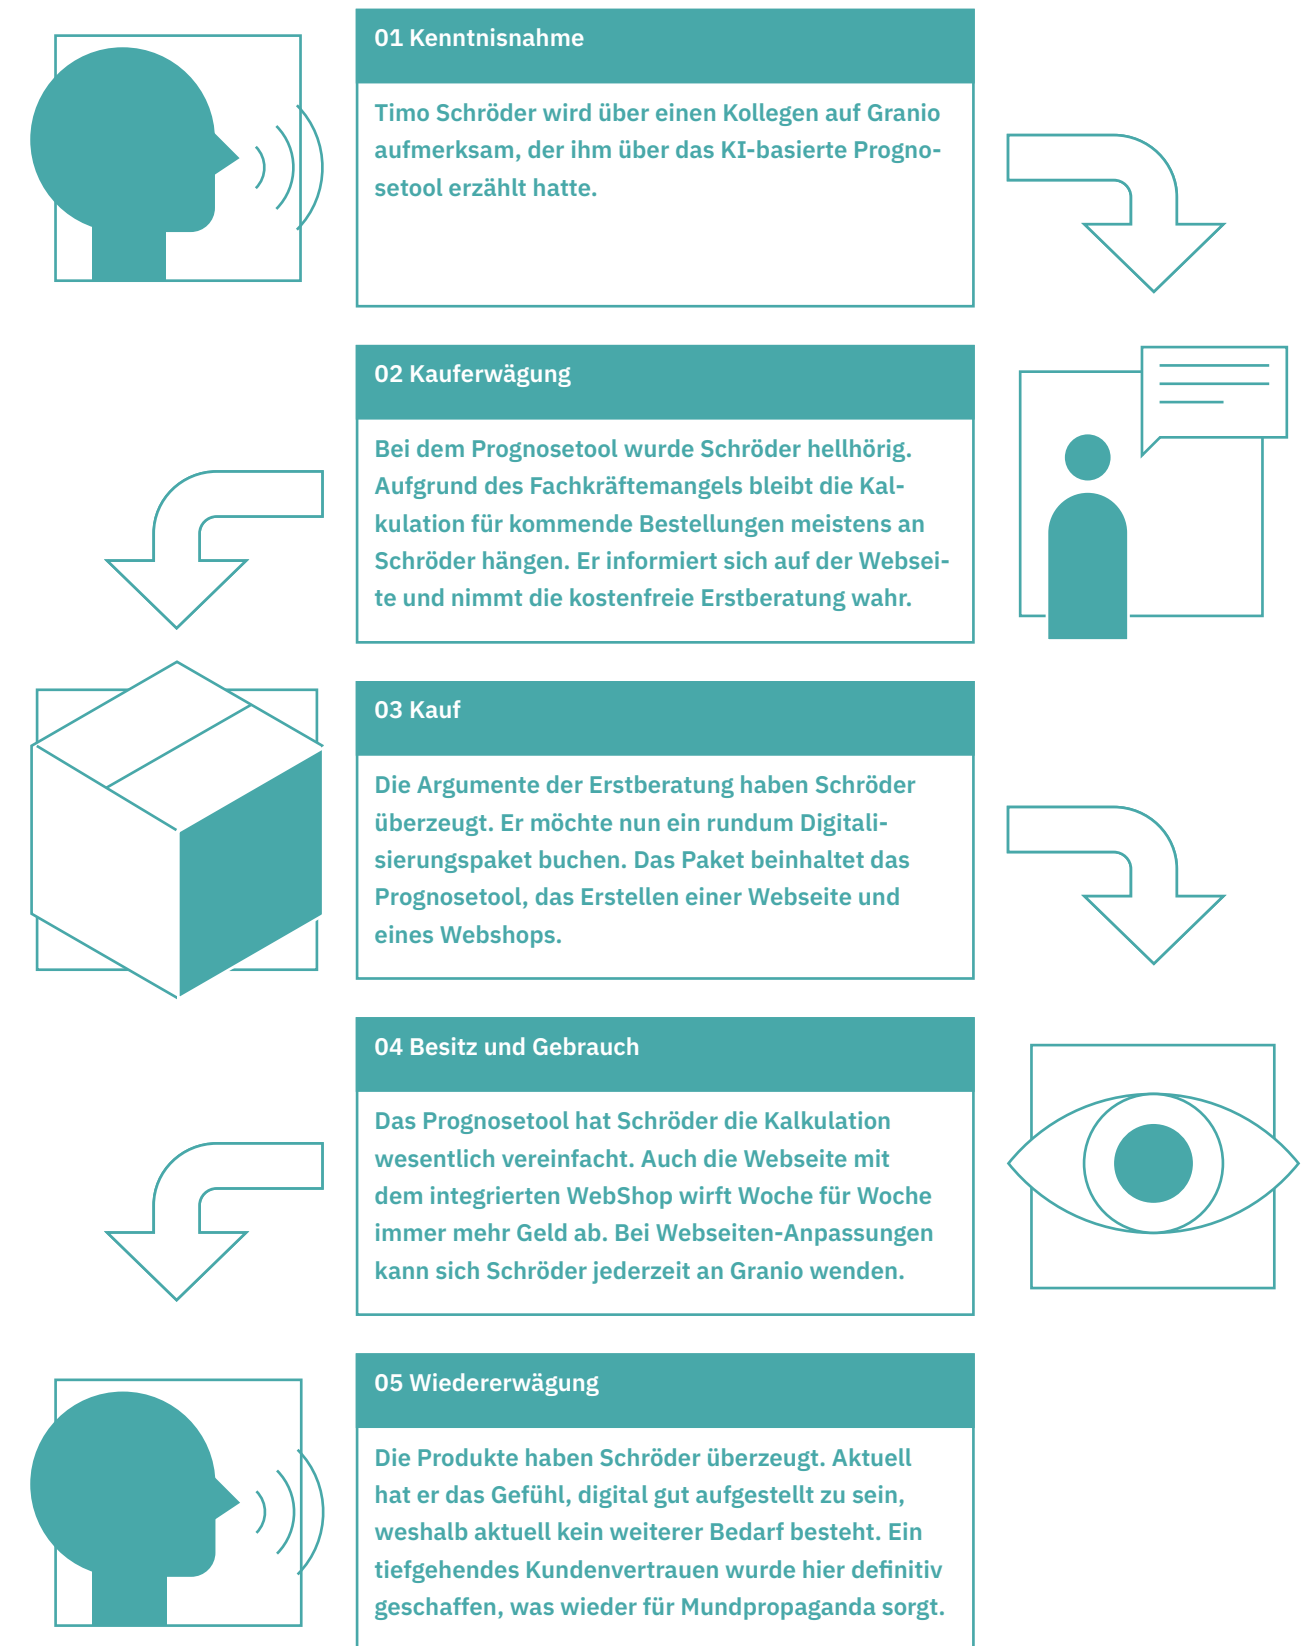 01 Kenntnisnahme
Timo Schröder wird über einen Kollegen auf Granio
aufmerksam, der ihm über das KI-basierte Progno-
setool erzählt hatte.
02 Kauferwägung
Bei dem Prognosetool wurde Schröder hellhörig.
Aufgrund des Fachkräftemangels bleibt die Kal-
kulation für kommende Bestellungen meistens an
Schröder hängen. Er informiert sich auf der Websei-
te und nimmt die kostenfreie Erstberatung wahr.
03 Kauf
Die Argumente der Erstberatung haben Schröder
überzeugt. Er möchte nun ein rundum Digitali-
sierungspaket buchen. Das Paket beinhaltet das
Prognosetool, das Erstellen einer Webseite und
eines Webshops.
04 Besitz und Gebrauch
Das Prognosetool hat Schröder die Kalkulation
wesentlich vereinfacht. Auch die Webseite mit
dem integrierten WebShop wirft Woche für Woche
immer mehr Geld ab. Bei Webseiten-Anpassungen
kann sich Schröder jederzeit an Granio wenden.
05 Wiedererwägung
Die Produkte haben Schröder überzeugt. Aktuell
hat er das Gefühl, digital gut aufgestellt zu sein,
weshalb aktuell kein weiterer Bedarf besteht. Ein
tiefgehendes Kundenvertrauen wurde hier definitiv
geschaffen, was wieder für Mundpropaganda sorgt.